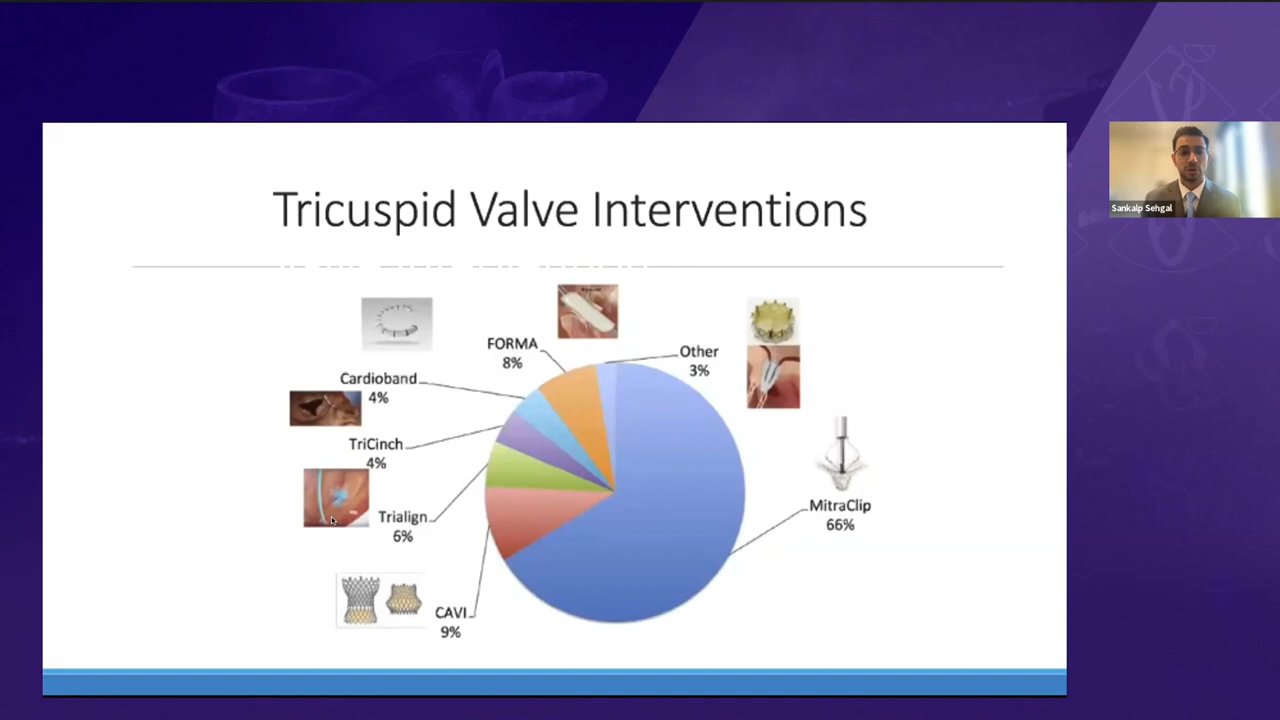 Tricuspid Valve Interventions
Sankalp Sehgal
FORMA
8%
Other
3%
Cardioband
4%
TriCinch
4%
MitraClip
66%
Trialign
6%
CAVI
9%